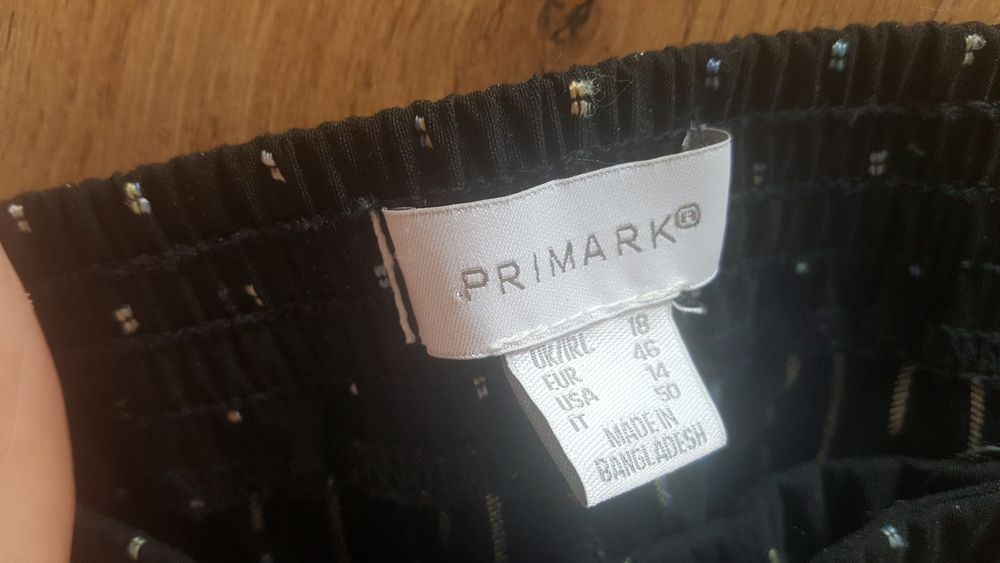 PRIMARK®
UK/IRL 18
EUR 46
USA 14
IT 50
MADE IN
BANGLADESH